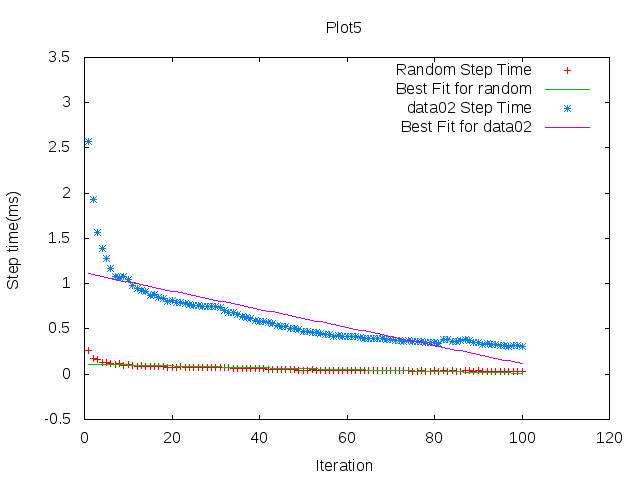 Plot5
3.5
3
2.5
2
1.5
1
0.5
0
-0.5
Step time(ms)
Random Step Time
Best Fit for random
data02 Step Time
Best Fit for data02
0 20 40 60 80 100 120
Iteration